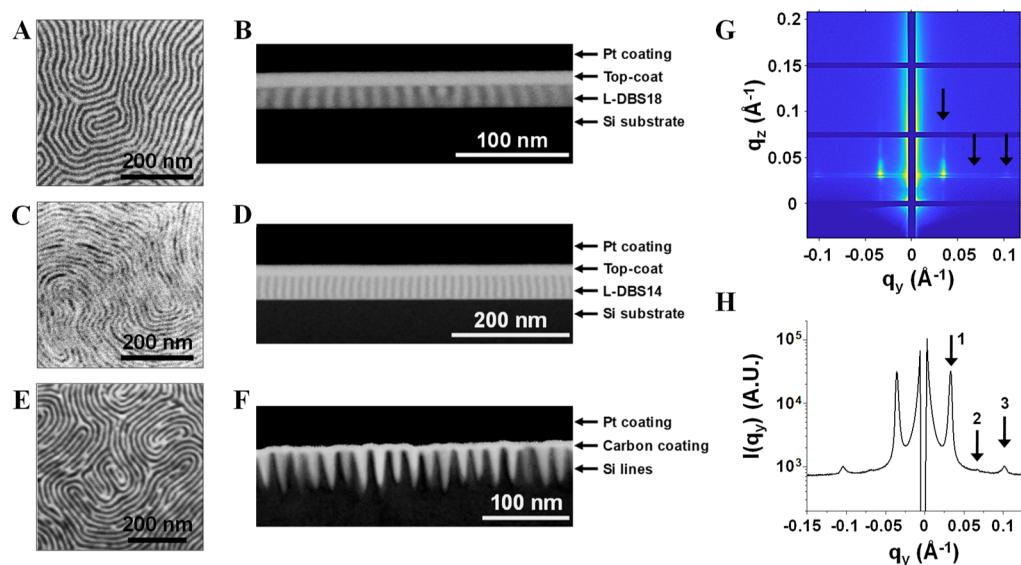 A
200 nm
B
Pt coating
Top-coat
L-DBS18
Si substrate
100 nm
C
200 nm
D
Pt coating
Top-coat
L-DBS14
Si substrate
200 nm
E
200 nm
F
Pt coating
Carbon coating
Si lines
100 nm
G
0.2
0.15
0.1
0.05
0
qz (Å-1)
-0.1 -0.05 0 0.05 0.1
qy (Å-1)
H
10^5
10^4
10^3
I(qy) (A.U.)
1
2
3
-0.15 -0.1 -0.05 0 0.05 0.1
qy (Å-1)